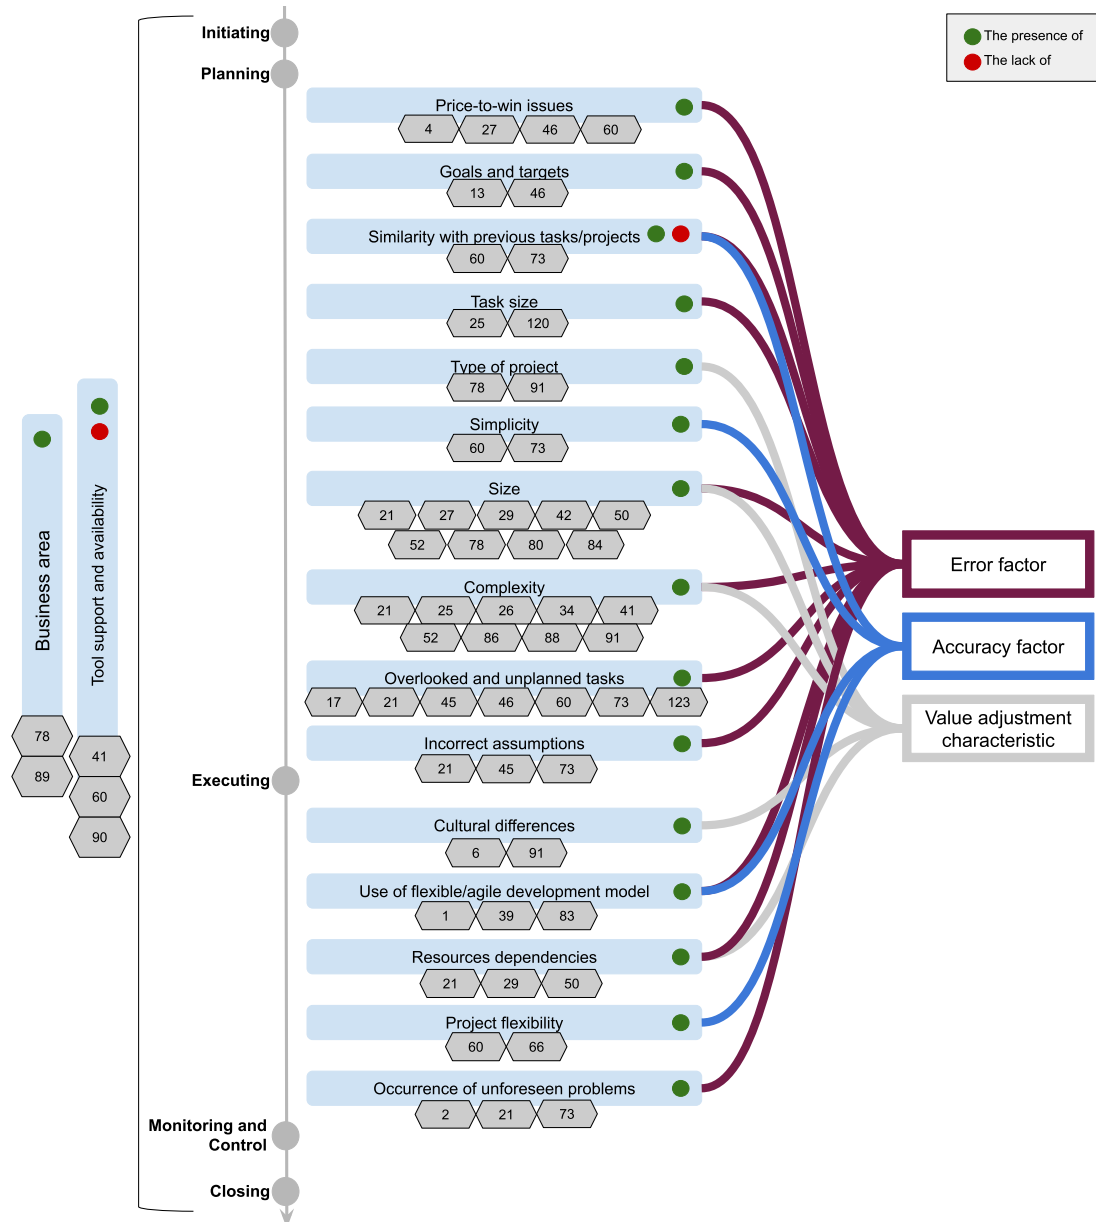 Initiating
Planning
The presence of
The lack of
Price-to-win issues
4 27 46 60
Goals and targets
13 46
Similarity with previous tasks/projects
60 73
Task size
25 120
Type of project
78 91
Simplicity
60 73
Size
21 27 29 42 50
52 78 80 84
Complexity
21 25 26 34 41
52 86 88 91
Overlooked and unplanned tasks
17 21 45 46 60 73 123
Incorrect assumptions
21 45 73
Executing
Cultural differences
6 91
Use of flexible/agile development model
1 39 83
Resources dependencies
21 29 50
Project flexibility
60 66
Occurrence of unforeseen problems
2 21 73
Monitoring and
Control
Closing
Business area
78
89
Tool support and availability
41
60
90
Error factor
Accuracy factor
Value adjustment
characteristic